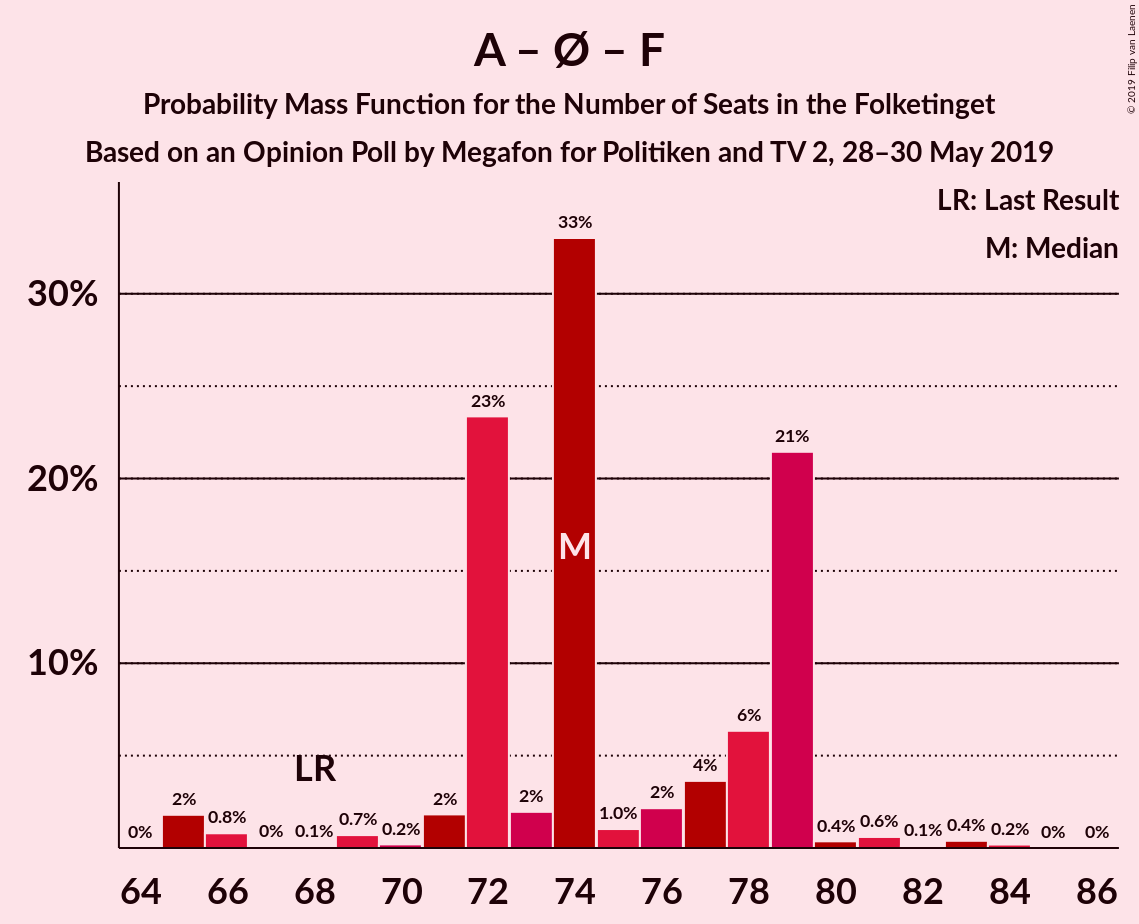 A – Ø – F
Probability Mass Function for the Number of Seats in the Folketinget
Based on an Opinion Poll by Megafon for Politiken and TV 2, 28–30 May 2019
© 2019 Filip van Laenen
LR: Last Result
M: Median
30%
20%
10%
0%
2%
0.8%
0%
0.1%
LR
0.7%
0.2%
2%
23%
2%
33%
M
1.0%
2%
4%
6%
21%
0.4%
0.6%
0.1%
0.4%
0.2%
0%
0%
64 66 68 70 72 74 76 78 80 82 84 86